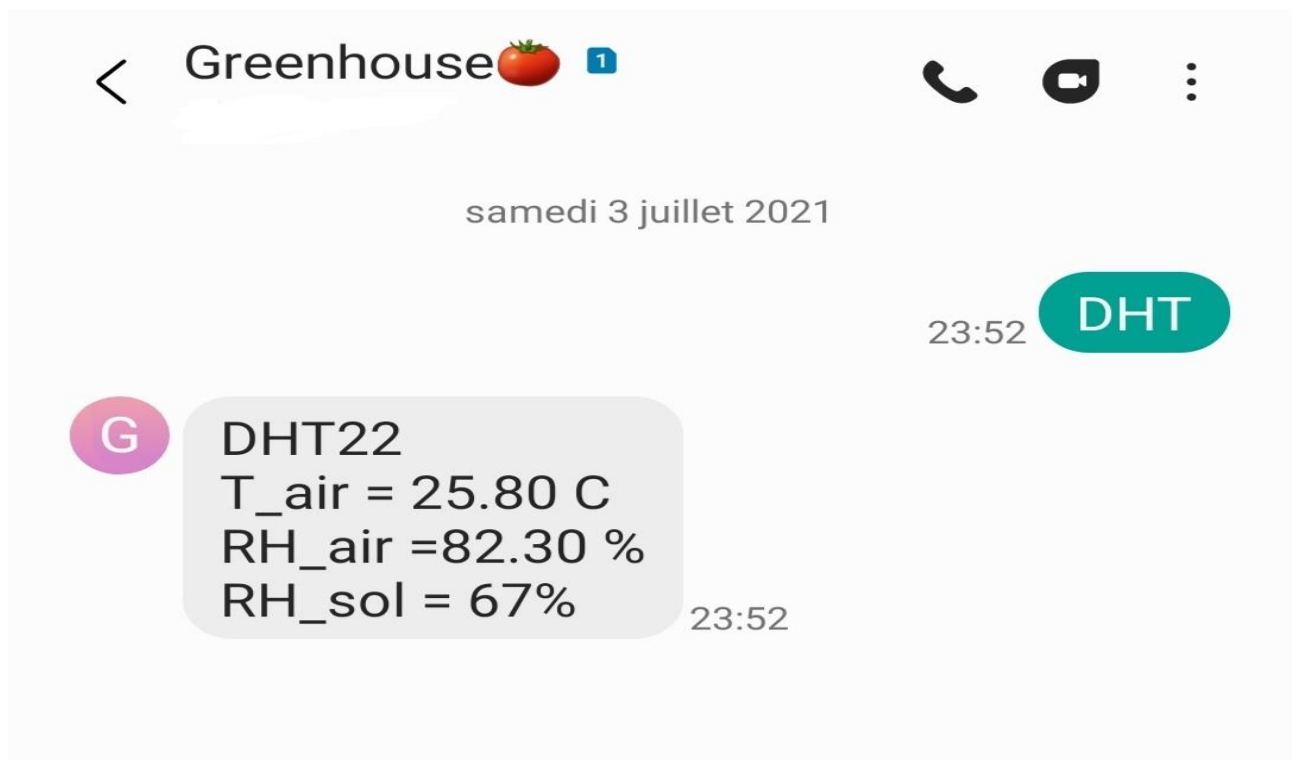 Greenhouse🍅 1
samedi 3 juillet 2021
DHT
23:52
G
DHT22
T_air = 25.80 C
RH_air =82.30 %
RH_sol = 67%
23:52